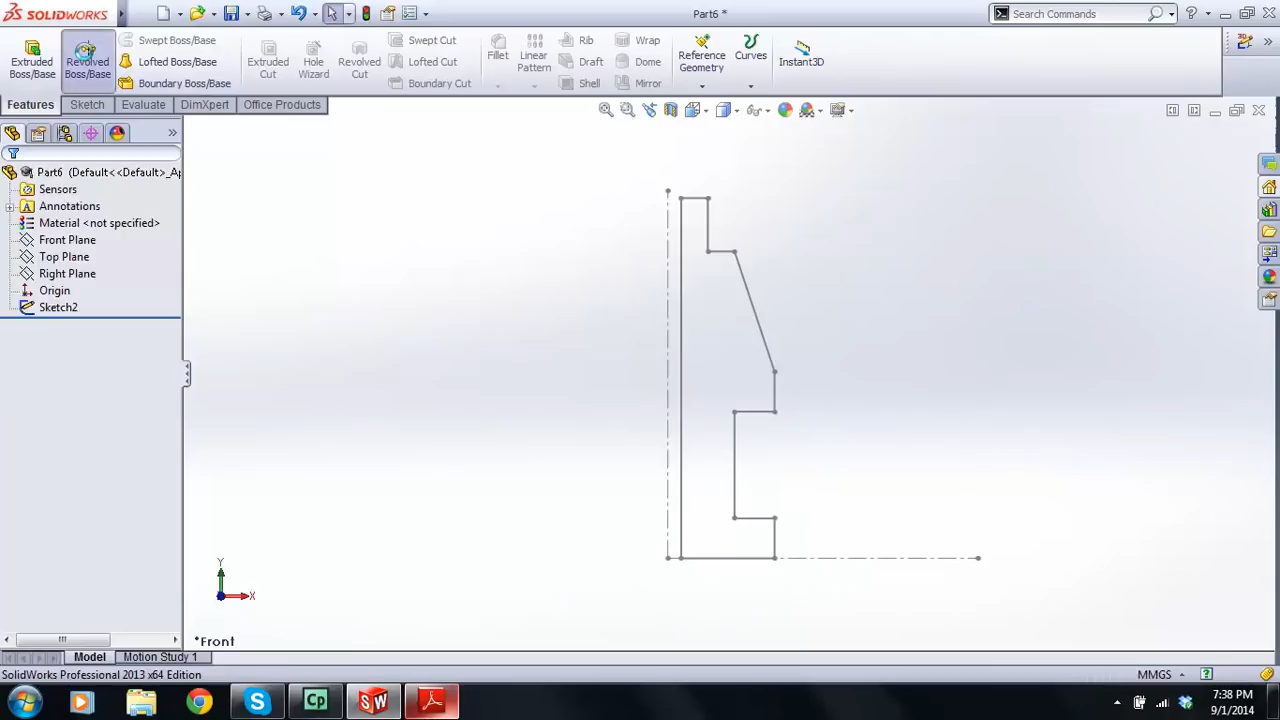 SOLIDWORKS
Part6 *
Search Commands
Extruded Boss/Base
Revolved Boss/Base
Swept Boss/Base
Lofted Boss/Base
Boundary Boss/Base
Extruded Cut
Hole Wizard
Revolved Cut
Swept Cut
Lofted Cut
Boundary Cut
Fillet
Linear Pattern
Rib
Draft
Shell
Wrap
Dome
Mirror
Reference Geometry
Curves
Instant3D
Features
Sketch
Evaluate
DimXpert
Office Products
Part6 (Default<<Default>_Ap
Sensors
Annotations
Material <not specified>
Front Plane
Top Plane
Right Plane
Origin
Sketch2
Y
X
*Front
Model
Motion Study 1
SolidWorks Professional 2013 x64 Edition
MMGS
7:38 PM
9/1/2014